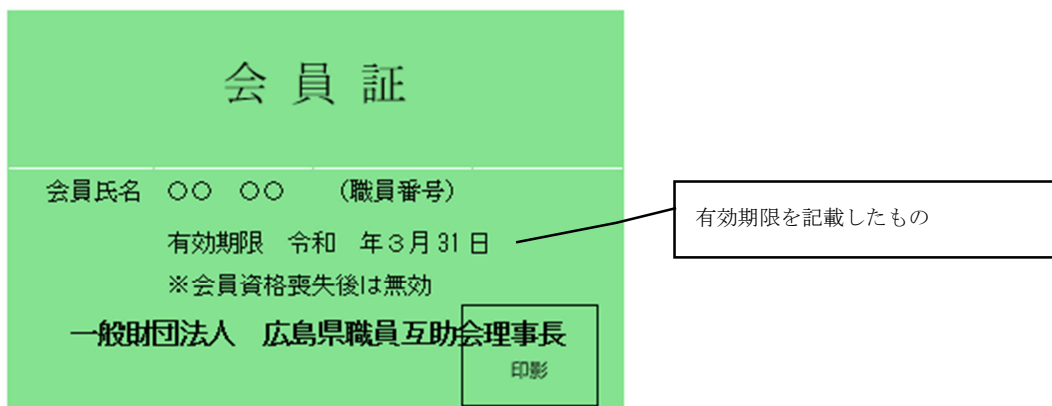 会員証
会員氏名 ○○ ○○ (職員番号)
有効期限 令和 年3月31日
※会員資格喪失後は無効
一般財団法人 広島県職員互助会理事長
印影
有効期限を記載したもの